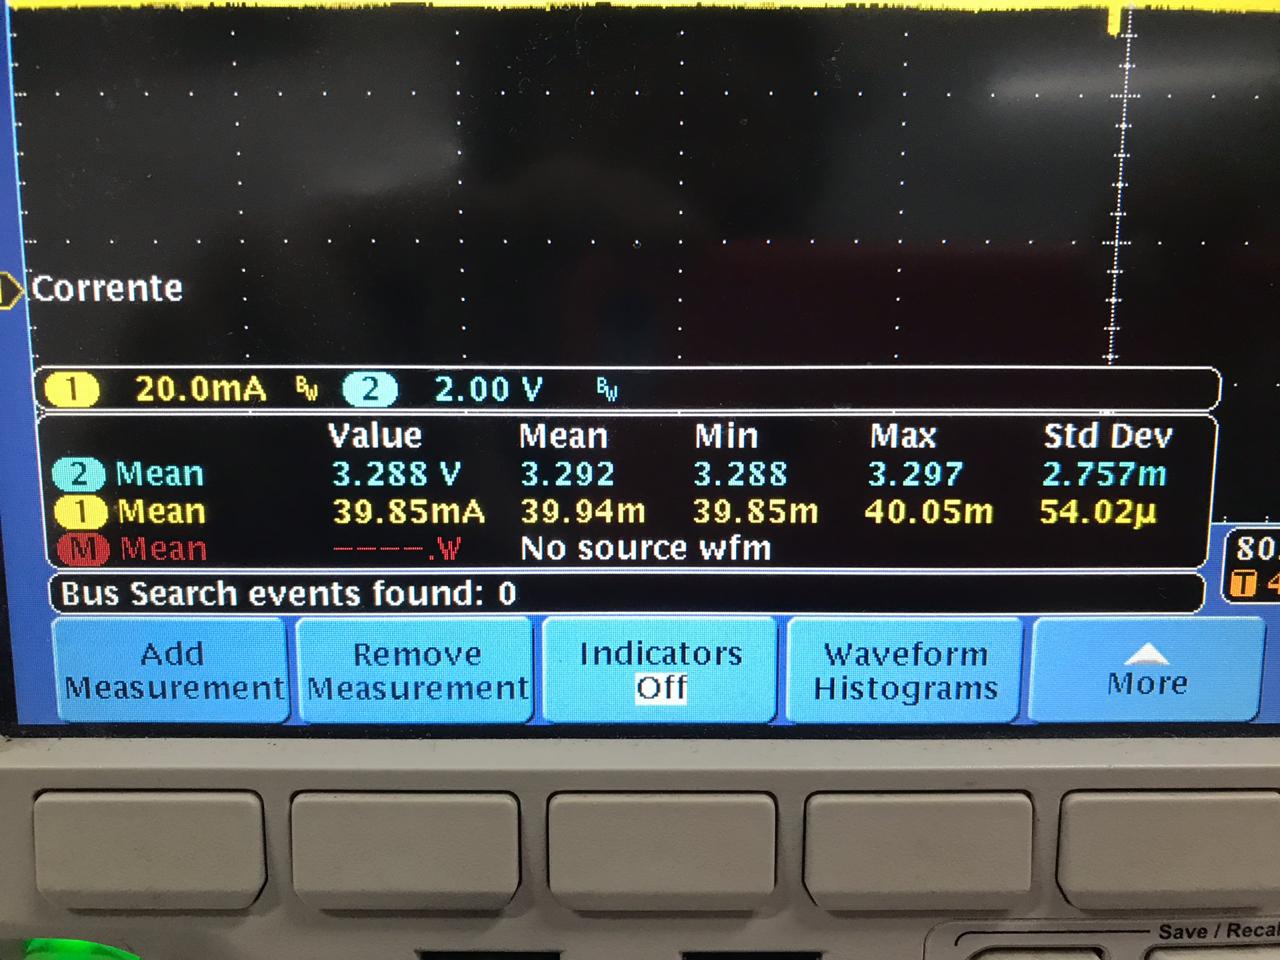 Corrente
1 20.0mA BW 2 2.00 V BW
Value Mean Min Max Std Dev
2 Mean 3.288 V 3.292 3.288 3.297 2.757m
1 Mean 39.85mA 39.94m 39.85m 40.05m 54.02µ
M Mean ----.W No source wfm
80.
T 4
Bus Search events found: 0
Add Measurement
Remove Measurement
Indicators Off
Waveform Histograms
More
Save / Recal